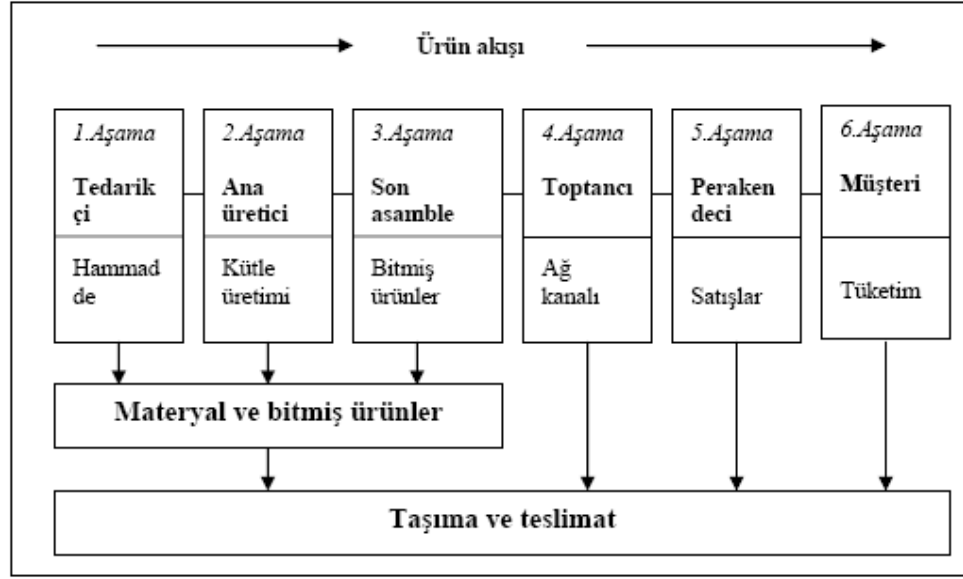 Ürün akışı
1.Aşama
Tedarik
çi
Hammad
de
2.Aşama
Ana
üretici
Kütle
üretimi
3.Aşama
Son
asamble
Bitmiş
ürünler
4.Aşama
Toptancı
Ağ
kanalı
5.Aşama
Peraken
deci
Satışlar
6.Aşama
Müşteri
Tüketim
Materyal ve bitmiş ürünler
Taşıma ve teslimat